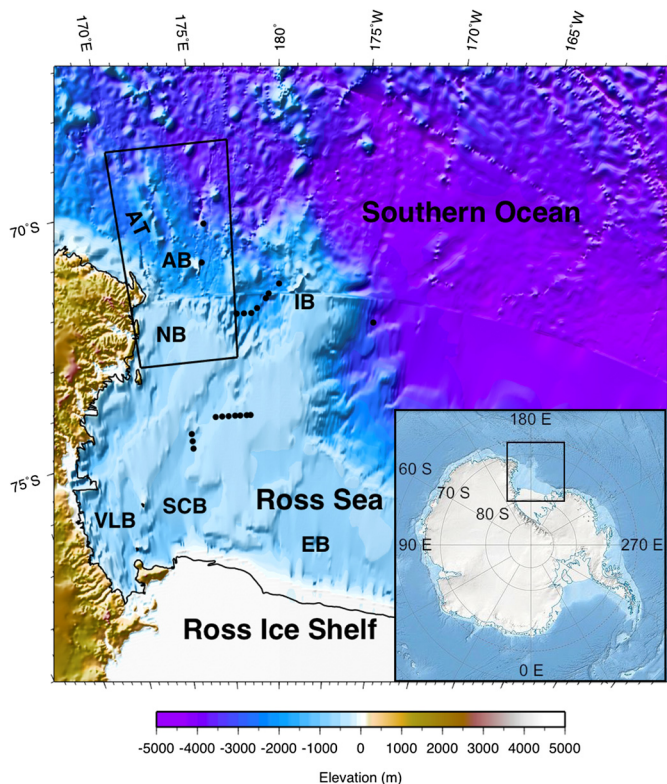 170°E
175°E
180°
175°W
170°W
165°W
70°S
75°S
Southern Ocean
AT
AB
IB
NB
SCB
VLB
Ross Sea
EB
Ross Ice Shelf
180 E
60 S
70 S
80 S
90 E
270 E
0 E
-5000 -4000 -3000 -2000 -1000 0 1000 2000 3000 4000 5000
Elevation (m)